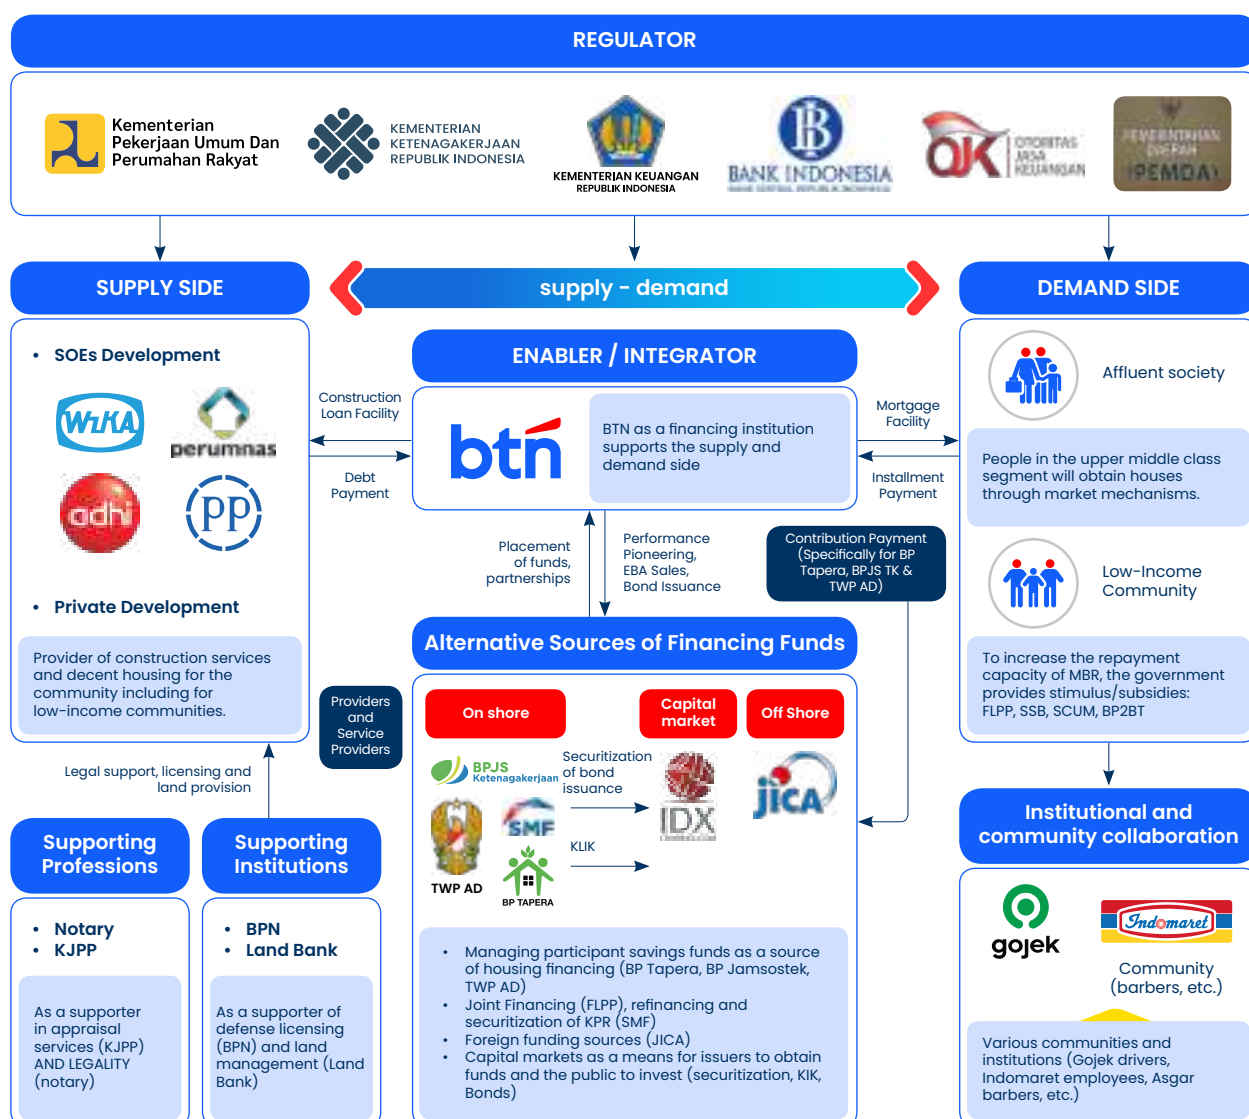 REGULATOR
Kementerian
Pekerjaan Umum Dan
Perumahan Rakyat
KEMENTERIAN
KETENAGAKERJAAN
REPUBLIK INDONESIA
KEMENTERIAN KEUANGAN
REPUBLIK INDONESIA
BANK INDONESIA
BANK CENTRAL REPUBLIK INDONESIA
OJK
OTORITAS
JASA
KEUANGAN
PEMERINTAHAN
DAERAH
(PEMDA)
SUPPLY SIDE
supply - demand
DEMAND SIDE
• SOEs Development
WIKA
perumnas
adhi
pp
• Private Development
Provider of construction services
and decent housing for the
community including for
low-income communities.
Construction
Loan Facility
Debt
Payment
ENABLER / INTEGRATOR
btn
BTN as a financing institution
supports the supply and
demand side
Mortgage
Facility
Installment
Payment
Affluent society
People in the upper middle class
segment will obtain houses
through market mechanisms.
Low-Income
Community
To increase the repayment
capacity of MBR, the government
provides stimulus/subsidies:
FLPP, SSB, SCUM, BP2BT
Placement
of funds,
partnerships
Performance
Pioneering,
EBA Sales,
Bond Issuance
Contribution Payment
(Specifically for BP
Tapera, BPJS TK &
TWP AD)
Alternative Sources of Financing Funds
Providers
and
Service
Providers
On shore
Capital
market
Off Shore
BPJS
Ketenagakerjaan
Securitization
of bond
issuance
IDX
jICA
SMF
TWP AD
BP TAPERA
KLIK
• Managing participant savings funds as a source
of housing financing (BP Tapera, BP Jamsostek,
TWP AD)
• Joint Financing (FLPP), refinancing and
securitization of KPR (SMF)
• Foreign funding sources (JICA)
• Capital markets as a means for issuers to obtain
funds and the public to invest (securitization, KIK,
Bonds)
Legal support, licensing and
land provision
Supporting
Professions
• Notary
• KJPP
As a supporter
in appraisal
services (KJPP)
AND LEGALITY
(notary)
Supporting
Institutions
• BPN
• Land Bank
As a supporter of
defense licensing
(BPN) and land
management (Land
Bank)
Institutional and
community collaboration
gojek
Indomaret
Community
(barbers, etc.)
Various communities and
institutions (Gojek drivers,
Indomaret employees, Asgar
barbers, etc.)